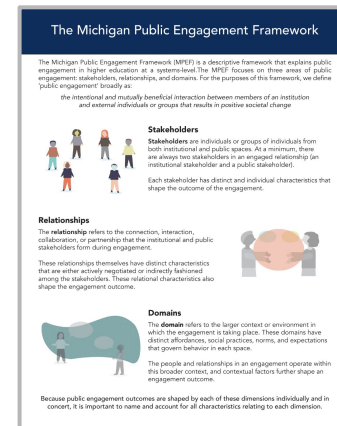 The Michigan Public Engagement Framework
The Michigan Public Engagement Framework (MPEF) is a descriptive framework that explains public
engagement in higher education at a systems-level.The MPEF focuses on three areas of public
engagement: stakeholders, relationships, and domains. For the purposes of this framework, we define
'public engagement' broadly as:
the intentional and mutually beneficial interaction between members of an institution
and external individuals or groups that results in positive societal change
Stakeholders
Stakeholders are individuals or groups of individuals from
both institutional and public spaces. At a minimum, there
are always two stakeholders in an engaged relationship (an
institutional stakeholder and a public stakeholder).
Each stakeholder has distinct and individual characteristics that
shape the outcome of the engagement.
Relationships
The relationship refers to the connection, interaction,
collaboration, or partnership that the institutional and public
stakeholders form during engagement.
These relationships themselves have distinct characteristics
that are either actively negotiated or indirectly fashioned
among the stakeholders. These relational characteristics also
shape the engagement outcome.
Domains
The domain refers to the larger context or environment in
which the engagement is taking place. These domains have
distinct affordances, social practices, norms, and expectations
that govern behavior in each space.
The people and relationships in an engagement operate within
this broader context, and contextual factors further shape an
engagement outcome.
Because public engagement outcomes are shaped by each of these dimensions individually and in
concert, it is important to name and account for all characteristics relating to each dimension.